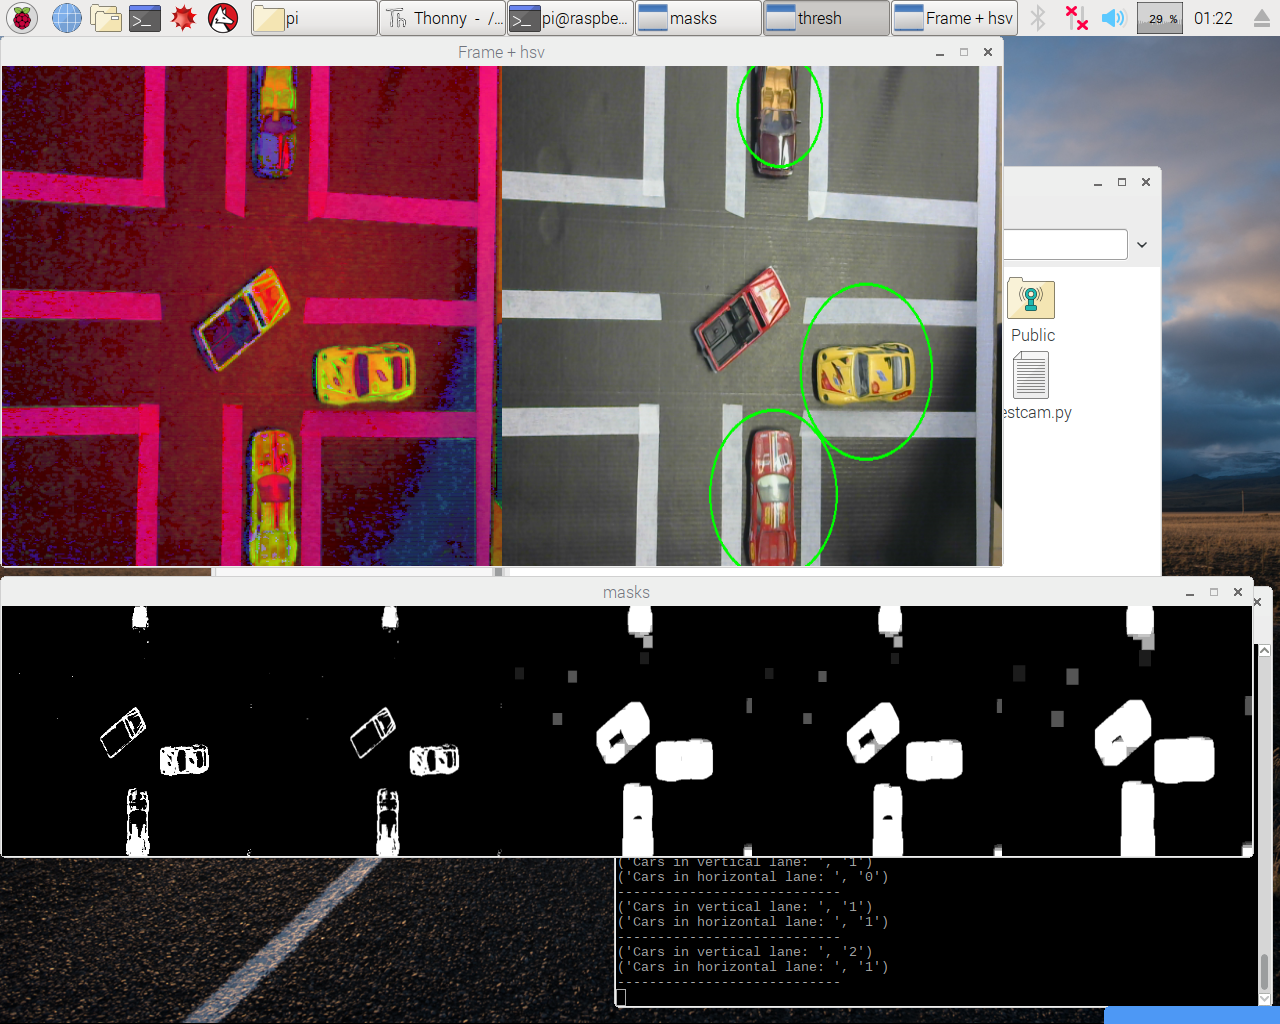 pi
Thonny - /...
pi@raspbe...
masks
thresh
Frame + hsv
29 %
01:22
Frame + hsv
Public
estcam.py
masks
('Cars in vertical lane: ', '1')
('Cars in horizontal lane: ', '0')
----------------------------
('Cars in vertical lane: ', '1')
('Cars in horizontal lane: ', '1')
----------------------------
('Cars in vertical lane: ', '2')
('Cars in horizontal lane: ', '1')
----------------------------